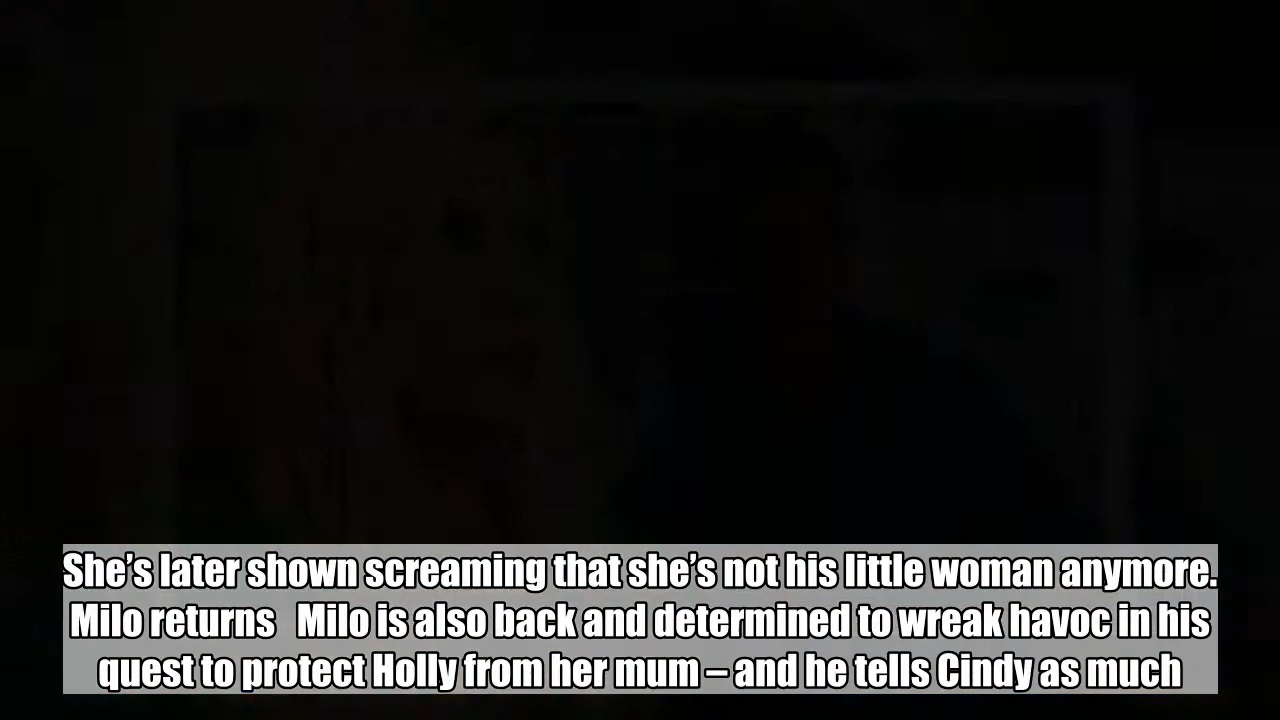 She’s later shown screaming that she’s not his little woman anymore.
Milo returns   Milo is also back and determined to wreak havoc in his
quest to protect Holly from her mum – and he tells Cindy as much